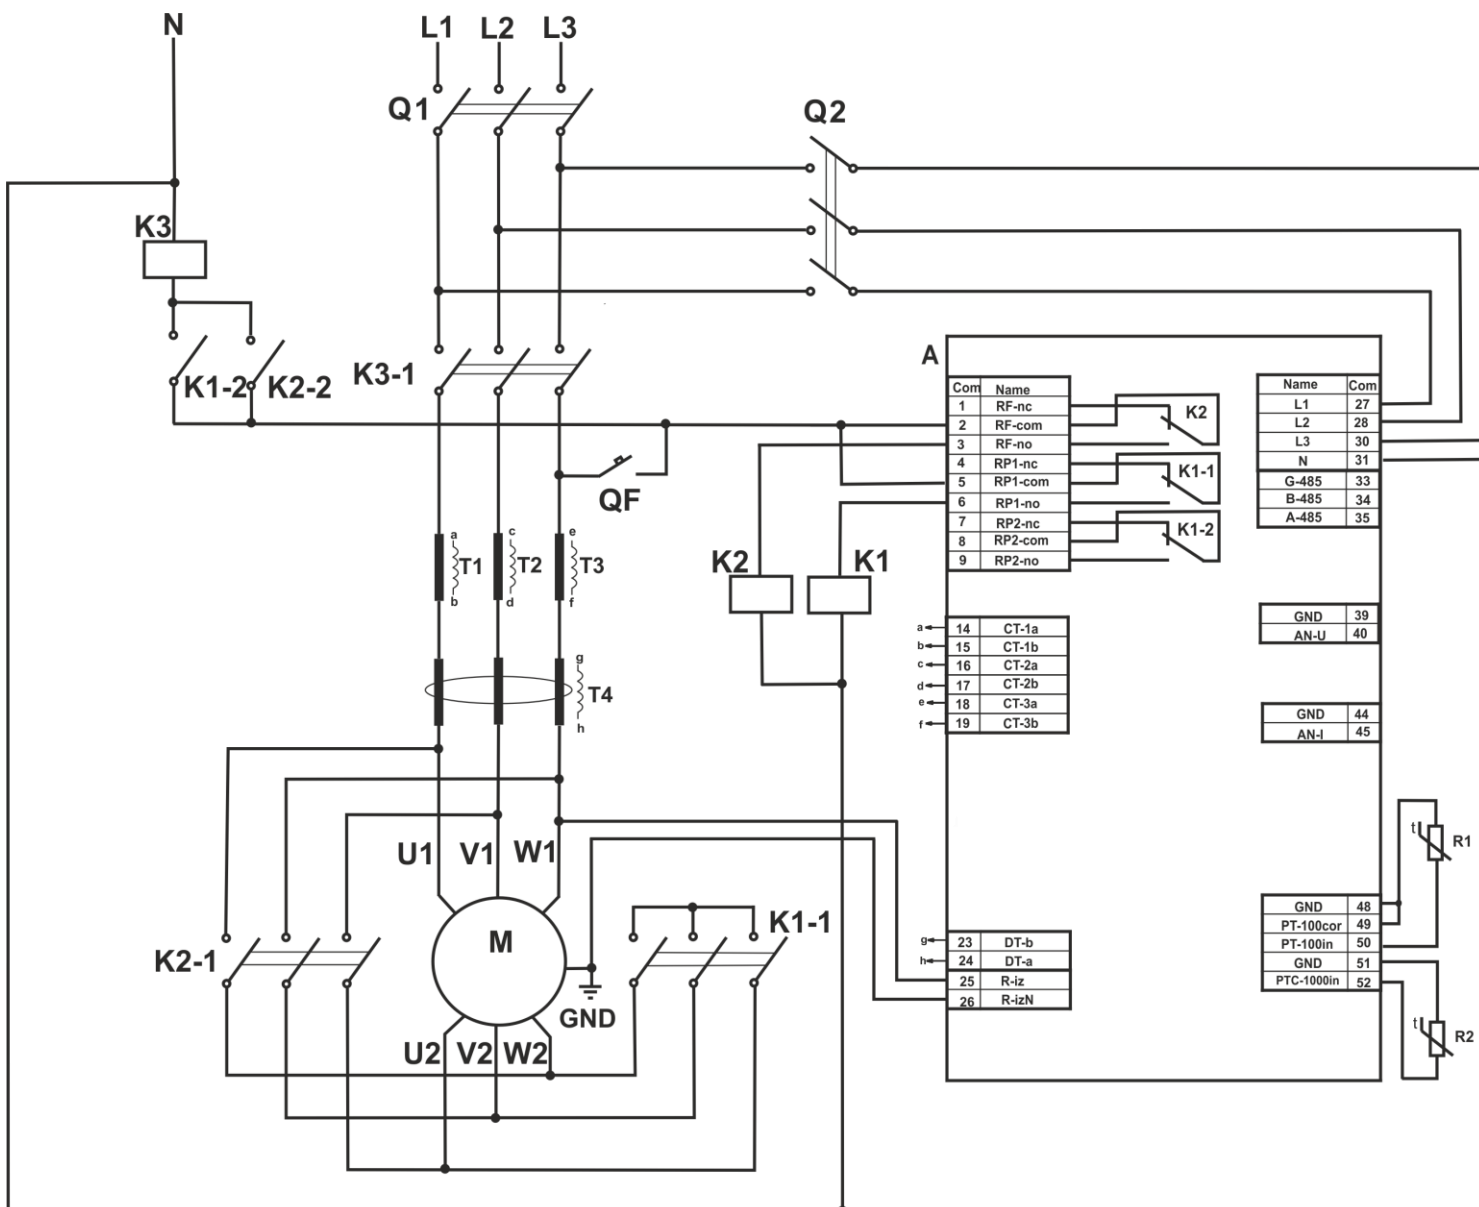 N
L1 L2 L3
Q1
Q2
K3
K1-2 K2-2
K3-1
QF
A
Com Name
1 RF-nc
2 RF-com
3 RF-no
4 RP1-nc
5 RP1-com
6 RP1-no
7 RP2-nc
8 RP2-com
9 RP2-no
K2
K1-1
K1-2
Name Com
L1 27
L2 28
L3 30
N 31
G-485 33
B-485 34
A-485 35
a c e
T1 T2 T3
b d f
K2 K1
g
T4
h
a 14 CT-1a
b 15 CT-1b
c 16 CT-2a
d 17 CT-2b
e 18 CT-3a
f 19 CT-3b
GND 39
AN-U 40
GND 44
AN-I 45
U1 V1 W1
M
K2-1
K1-1
GND
U2 V2 W2
g 23 DT-b
h 24 DT-a
25 R-iz
26 R-izN
GND 48
PT-100cor 49
PT-100in 50
GND 51
PTC-1000in 52
t R1
t R2